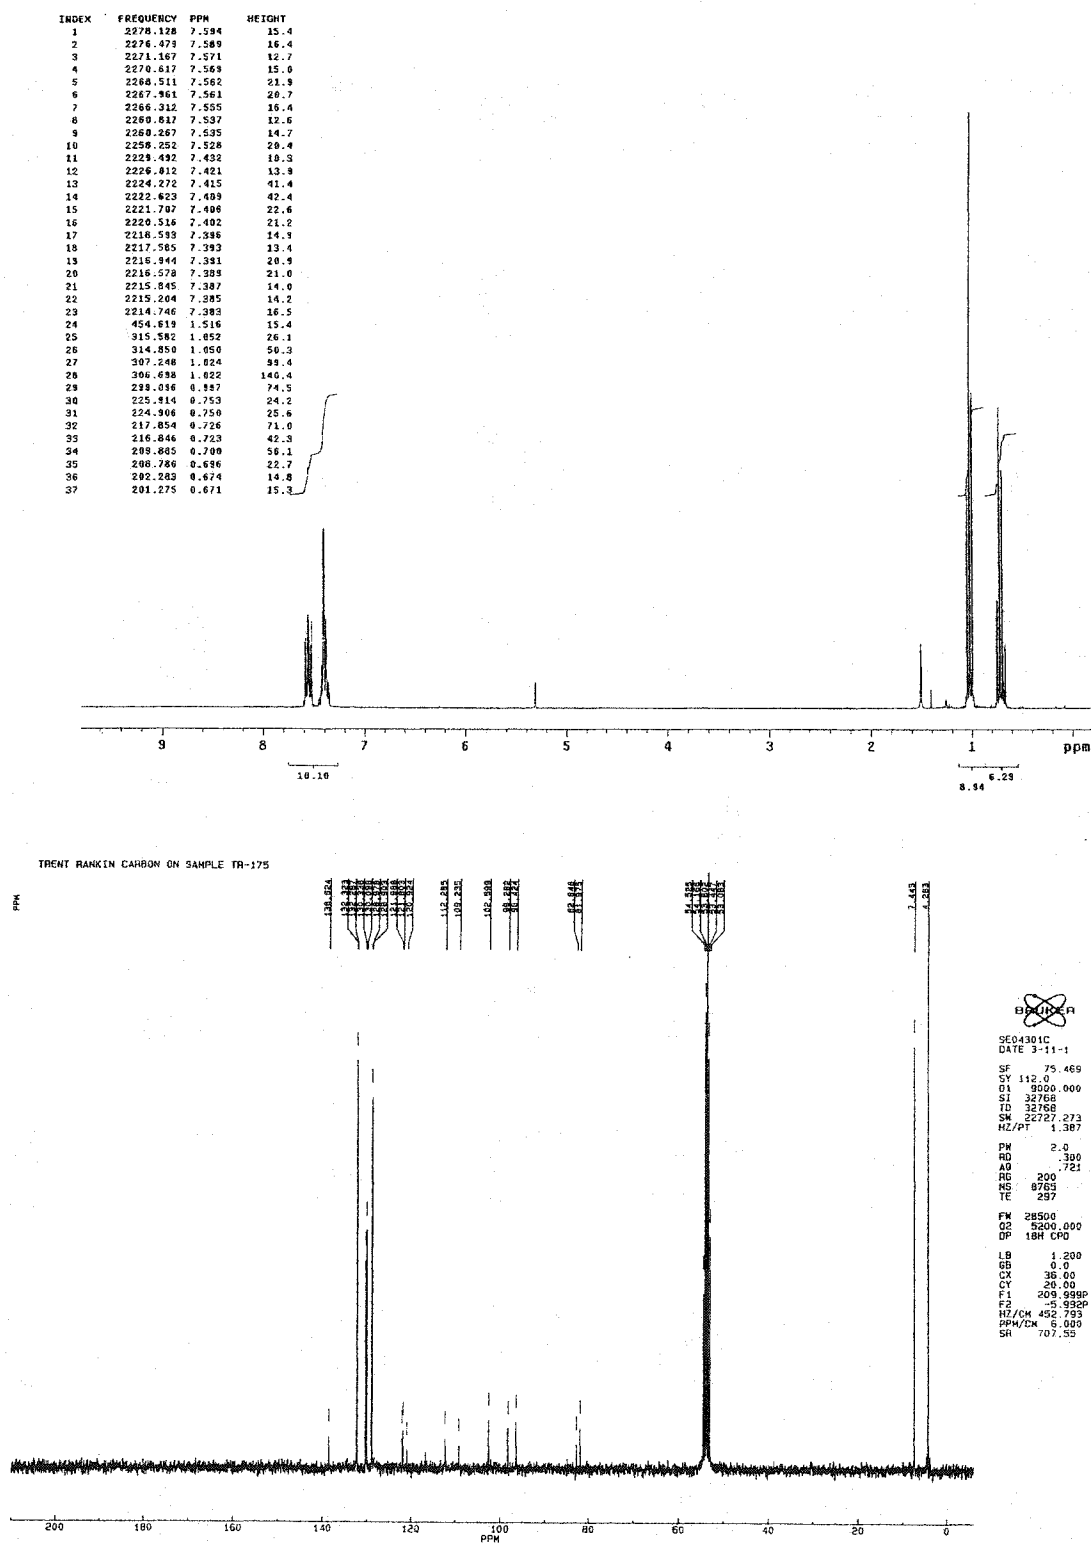 INDEX FREQUENCY PPM HEIGHT
1 2278.128 7.594 15.4
2 2276.479 7.589 16.4
3 2271.167 7.571 12.7
4 2270.617 7.569 15.0
5 2268.511 7.562 21.9
6 2267.961 7.561 20.7
7 2266.312 7.555 16.4
8 2260.817 7.537 12.6
9 2260.267 7.535 14.7
10 2258.252 7.528 20.4
11 2229.492 7.432 10.3
12 2226.012 7.421 13.9
13 2224.272 7.415 41.4
14 2222.623 7.409 42.4
15 2221.707 7.406 22.6
16 2220.516 7.402 21.2
17 2218.593 7.396 14.9
18 2217.585 7.393 13.4
19 2216.944 7.391 20.9
20 2216.578 7.389 21.0
21 2215.845 7.387 14.0
22 2215.204 7.385 14.2
23 2214.746 7.383 16.5
24 454.619 1.516 15.4
25 315.582 1.052 26.1
26 314.850 1.050 50.3
27 307.248 1.024 99.4
28 306.698 1.022 140.4
29 299.096 0.997 74.5
30 225.914 0.753 24.2
31 224.906 0.750 25.6
32 217.854 0.726 71.0
33 216.846 0.723 42.3
34 209.885 0.700 56.1
35 208.786 0.696 22.7
36 202.283 0.674 14.8
37 201.275 0.671 15.3
9 8 7 6 5 4 3 2 1 ppm
10.10
8.94
6.29
TRENT RANKIN CARBON ON SAMPLE TR-175
PPM
138.624
112.285
109.235
102.599
7.443
4.263
BRUKER
SE04301C
DATE 3-11-1
SF 75.469
SY 112.0
O1 9000.000
SI 32768
TD 32768
SW 22727.273
HZ/PT 1.387
PW 2.0
RD .300
AQ .721
RG 200
NS 8765
TE 297
FW 28500
O2 5200.000
DP 18H CPD
LB 1.200
GB 0.0
CX 36.00
CY 20.00
F1 209.999P
F2 -5.992P
HZ/CM 452.793
PPM/CM 6.000
SR 707.55
200 180 160 140 120 100 80 60 40 20 0
PPM